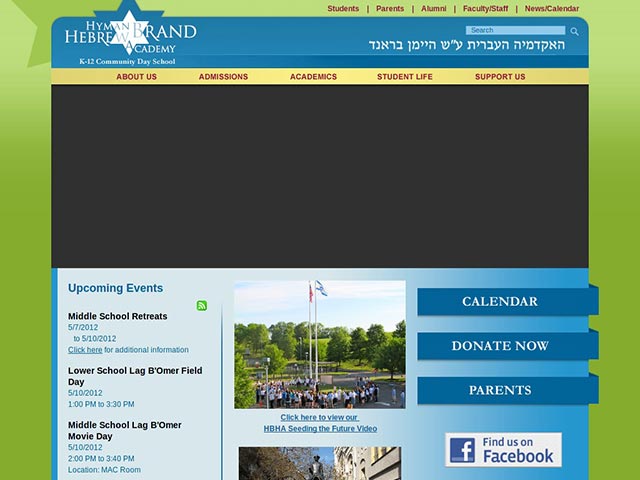 Students | Parents | Alumni | Faculty/Staff | News/Calendar
HYMAN BRAND
HEBREW ACADEMY
K-12 Community Day School
Search
האקדמיה העברית ע"ש היימן בראנד
ABOUT US ADMISSIONS ACADEMICS STUDENT LIFE SUPPORT US
Upcoming Events
Middle School Retreats
5/7/2012
to 5/10/2012
Click here for additional information
Lower School Lag B'Omer Field
Day
5/10/2012
1:00 PM to 3:30 PM
Middle School Lag B'Omer
Movie Day
5/10/2012
2:00 PM to 3:40 PM
Location: MAC Room
Click here to view our
HBHA Seeding the Future Video
CALENDAR
DONATE NOW
PARENTS
f Find us on
Facebook